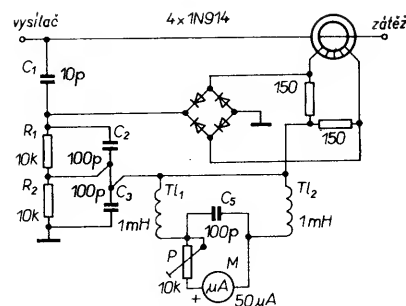 vysílač
4×1N914
zátěž
C1
10p
150
R1
C2
150
10k
100p
R2
100p
C3
Tl1
Tl2
10k
1mH
C5
100p
1mH
P
M
10k
+
μA
50μA